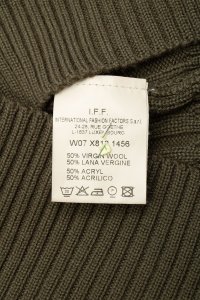 I.F.F.
INTERNATIONAL FASHION FACTORS S.a.r.l.
24-28, RUE GOETHE
L-1637 LUXEMBOURG
W07 1456
50% VIRGIN WOOL
50% LANA VERGINE
50% ACRYL
50% ACRILICO